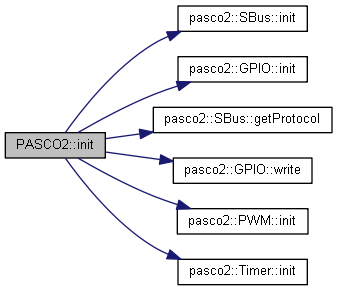 pasco2::SBus::init
pasco2::GPIO::init
pasco2::SBus::getProtocol
PASCO2::init
pasco2::GPIO::write
pasco2::PWM::init
pasco2::Timer::init